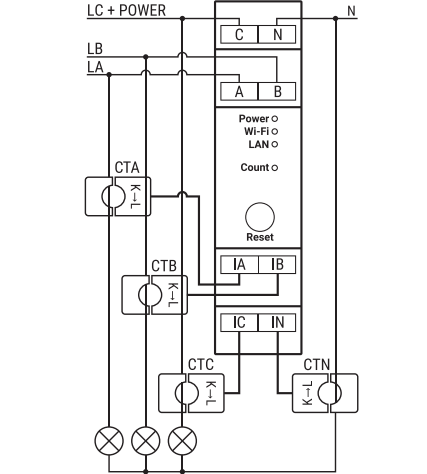 LC + POWER
N
C N
LB
LA
A B
Power
Wi-Fi
LAN
Count
CTA
K→L
Reset
CTB
IA IB
K→L
IC IN
CTC
CTN
K→L
K←L